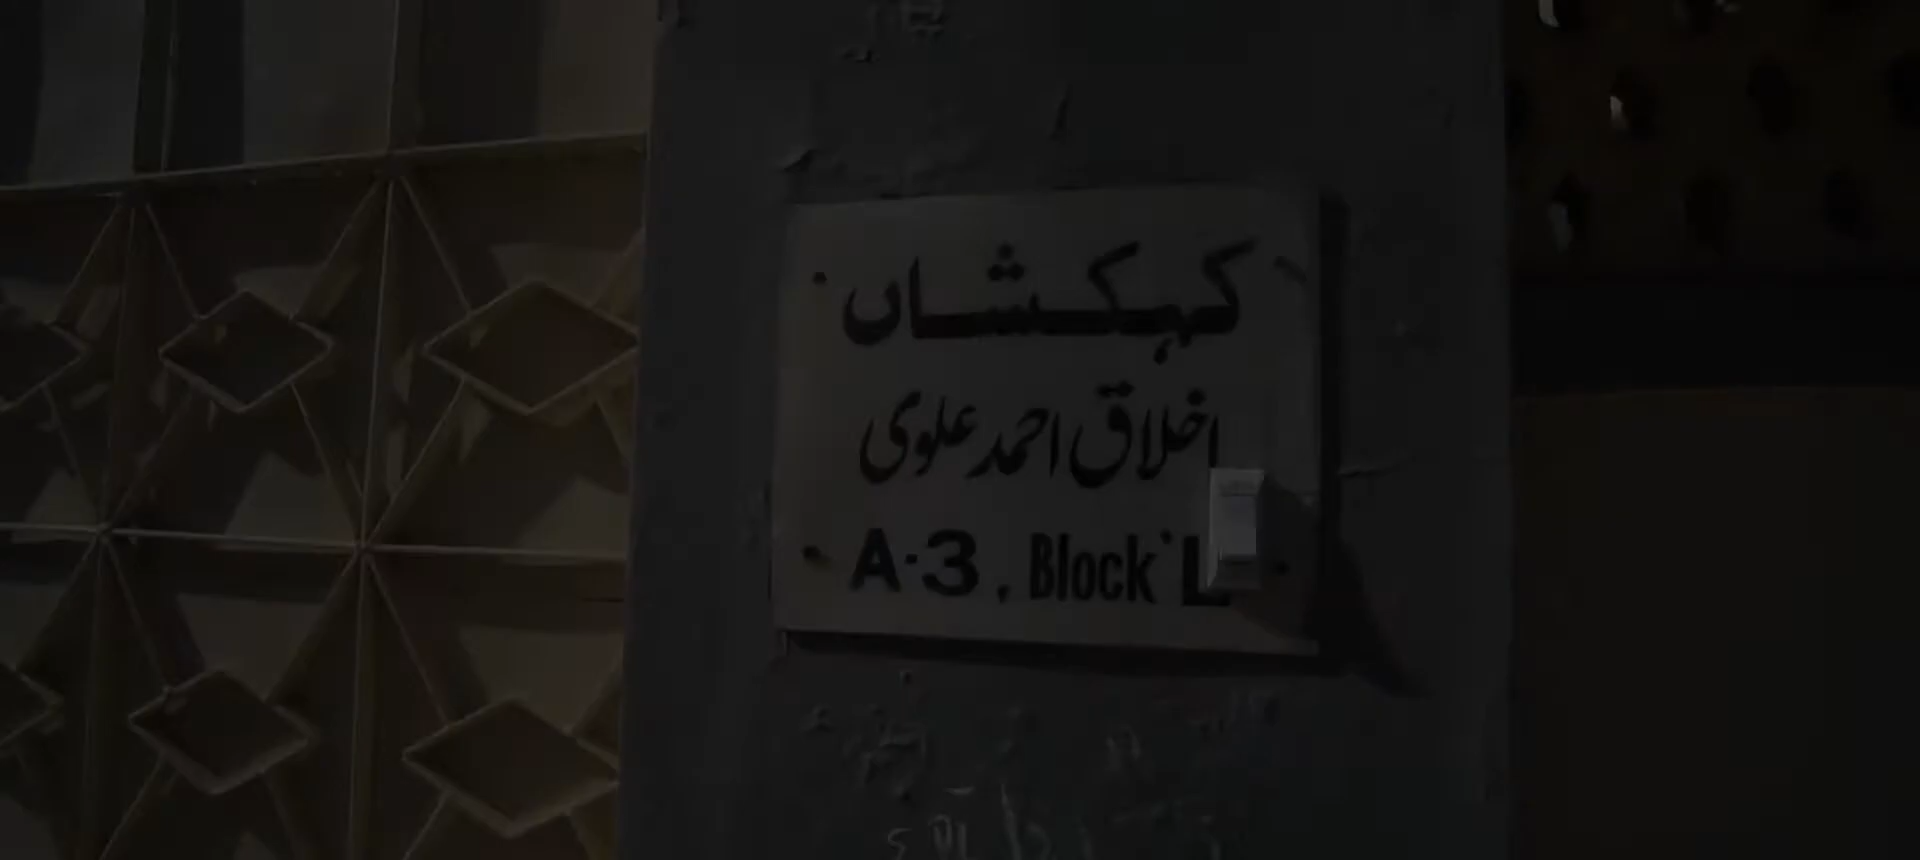 کہکشاں
اخلاق احمد علوی
A-3, Block 'L